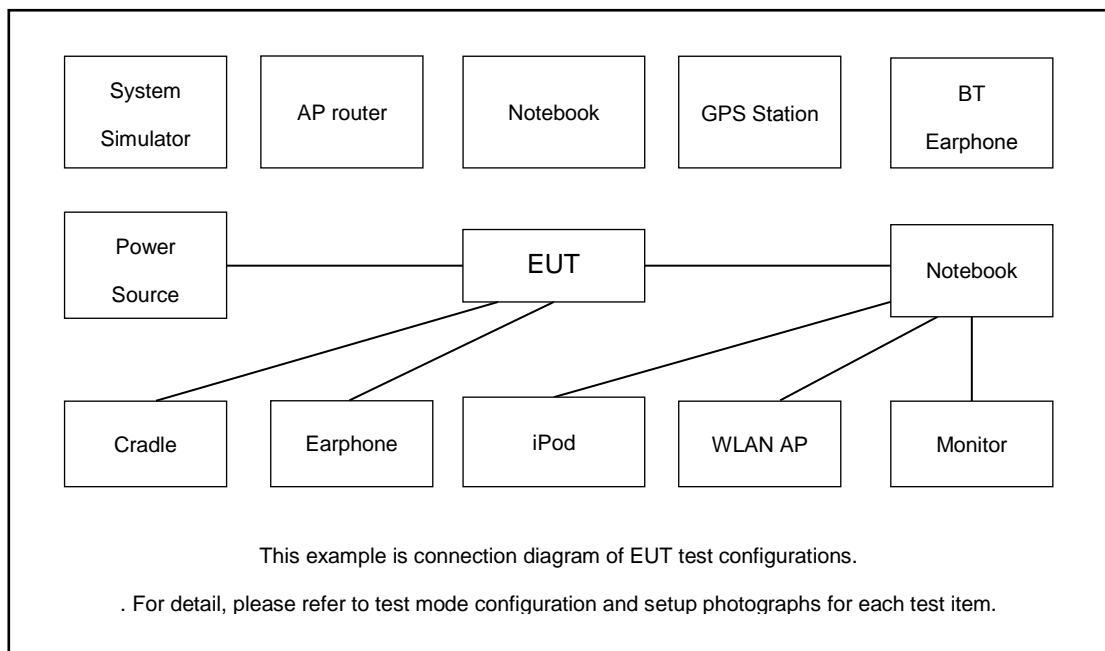 System
Simulator
AP router
Notebook
GPS Station
BT
Earphone
Power
Source
EUT
Notebook
Cradle
Earphone
iPod
WLAN AP
Monitor
This example is connection diagram of EUT test configurations.
. For detail, please refer to test mode configuration and setup photographs for each test item.